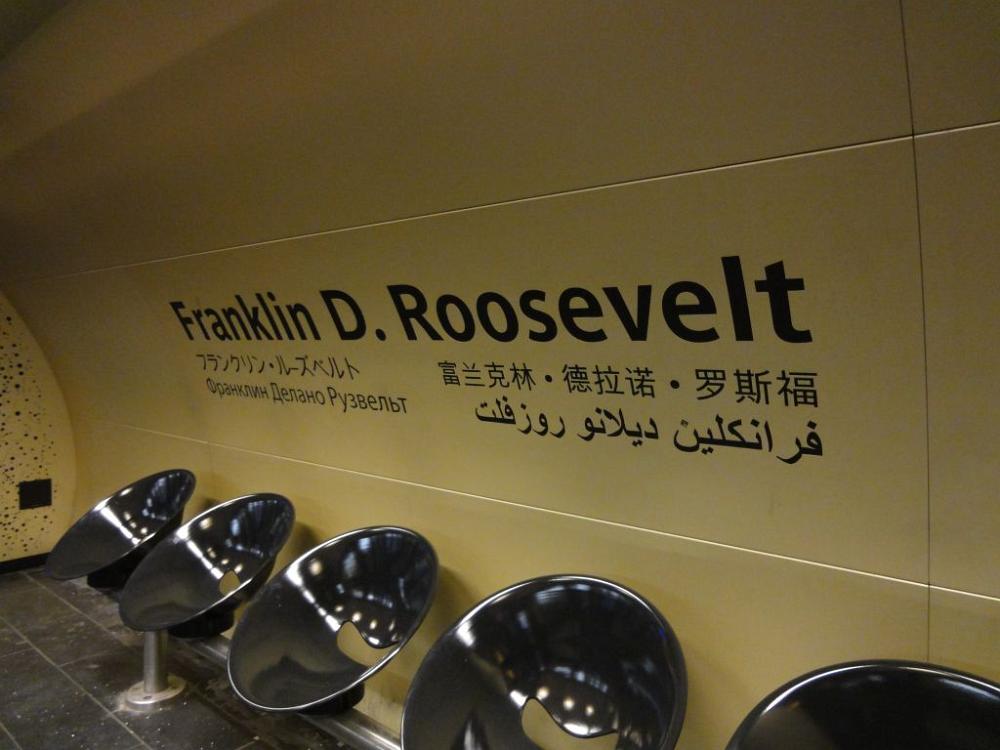 Franklin D. Roosevelt
フランクリン・ルーズベルト
富兰克林・德拉诺・罗斯福
Франклин Делано Рузвельт
فرانكلين ديلانو روزفلت